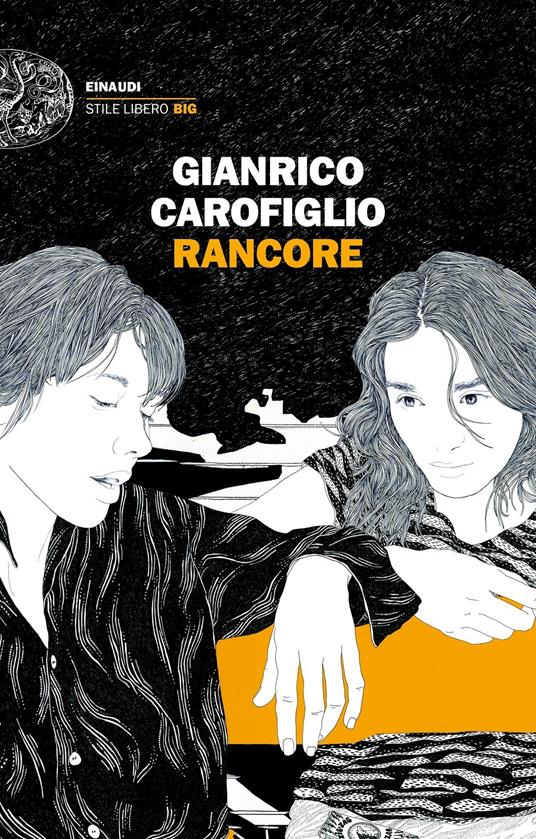 EINAUDI
STILE LIBERO BIG
GIANRICO
CAROFIGLIO
RANCORE